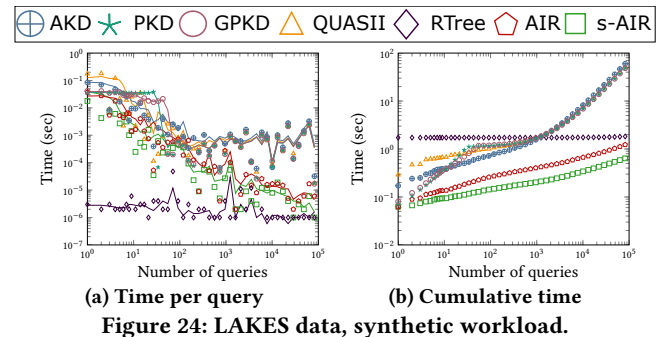 AKD PKD GPKD QUASII RTree AIR s-AIR
10^0
10^-1
10^-2
10^-3
10^-4
10^-5
10^-6
10^-7
Time (sec)
10^0 10^1 10^2 10^3 10^4 10^5
Number of queries
(a) Time per query
10^2
10^1
10^0
10^-1
10^-2
Time (sec)
10^0 10^1 10^2 10^3 10^4 10^5
Number of queries
(b) Cumulative time
Figure 24: LAKES data, synthetic workload.